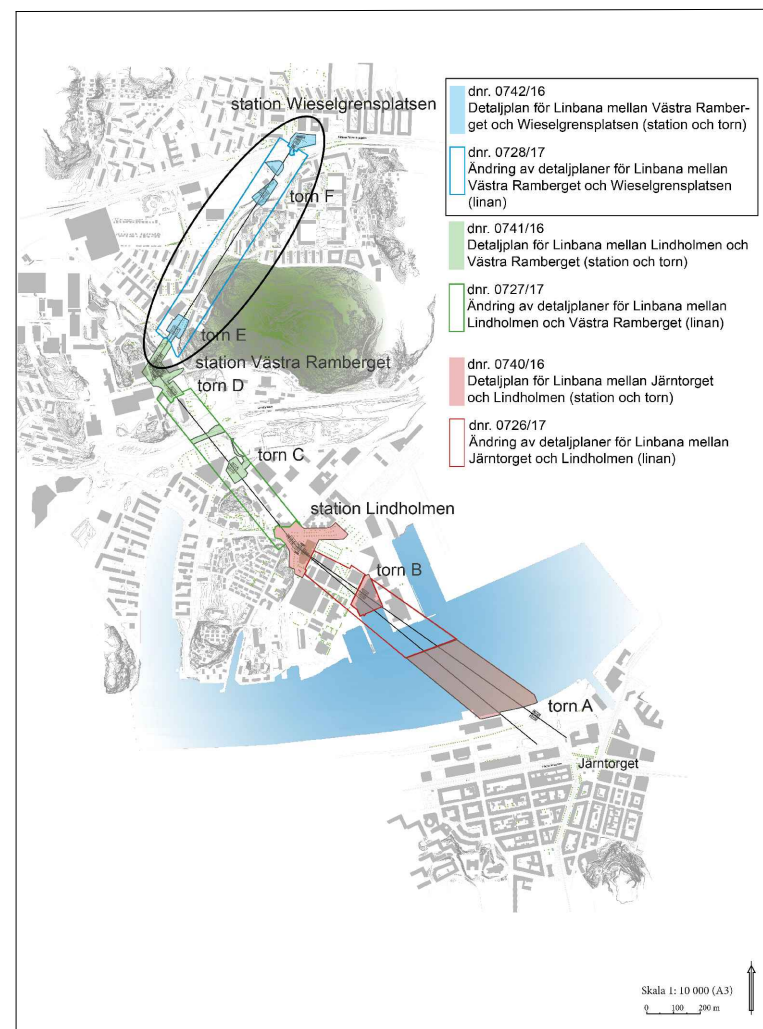 station Wieselgrensplatsen
torn F
torn E
station Västra Ramberget
torn D
torn C
station Lindholmen
torn B
torn A
Järntorget
dnr. 0742/16
Detaljplan för Linbana mellan Västra Ramber-
get och Wieselgrensplatsen (station och torn)
dnr. 0728/17
Ändring av detaljplaner för Linbana mellan
Västra Ramberget och Wieselgrensplatsen
(linan)
dnr. 0741/16
Detaljplan för Linbana mellan Lindholmen och
Västra Ramberget (station och torn)
dnr. 0727/17
Ändring av detaljplaner för Linbana mellan
Lindholmen och Västra Ramberget (linan)
dnr. 0740/16
Detaljplan för Linbana mellan Järntorget
och Lindholmen (station och torn)
dnr. 0726/17
Ändring av detaljplaner för Linbana mellan
Järntorget och Lindholmen (linan)
Skala 1: 10 000 (A3)
0 100 200 m